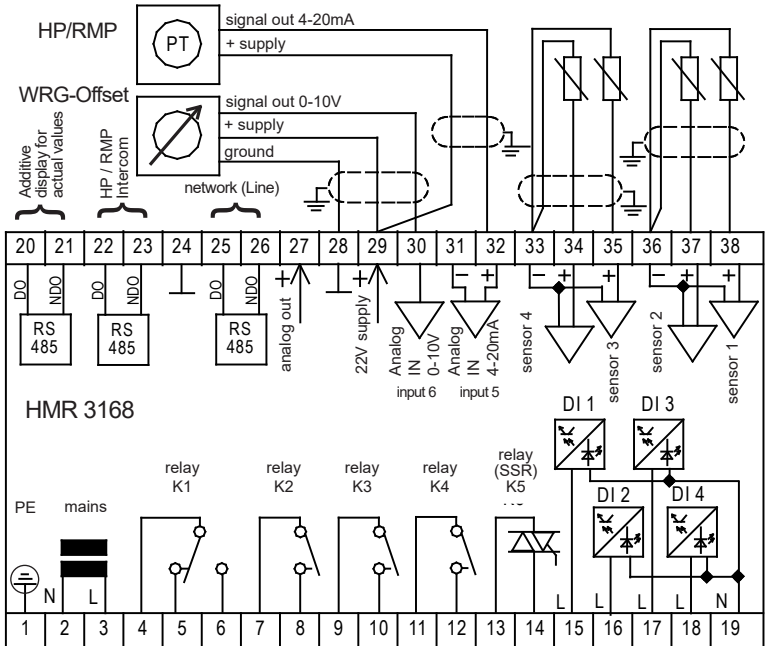 HP/RMP
PT
signal out 4-20mA
+ supply
WRG-Offset
signal out 0-10V
+ supply
ground
Additive
display for
actual values
HP / RMP
Intercom
network (Line)
20 21 22 23 24 25 26 27 28 29 30 31 32 33 34 35 36 37 38
DO NDO DO NDO DO NDO + + − + − + + − + +
RS
485
RS
485
RS
485
analog out
22V supply
Analog
IN
0-10V
input 6
Analog
IN
4-20mA
input 5
sensor 4
sensor 3
sensor 2
sensor 1
HMR 3168
DI 1
DI 3
DI 2
DI 4
PE
mains
relay
K1
relay
K2
relay
K3
relay
K4
relay
(SSR)
K5
N L L L L L N
1 2 3 4 5 6 7 8 9 10 11 12 13 14 15 16 17 18 19